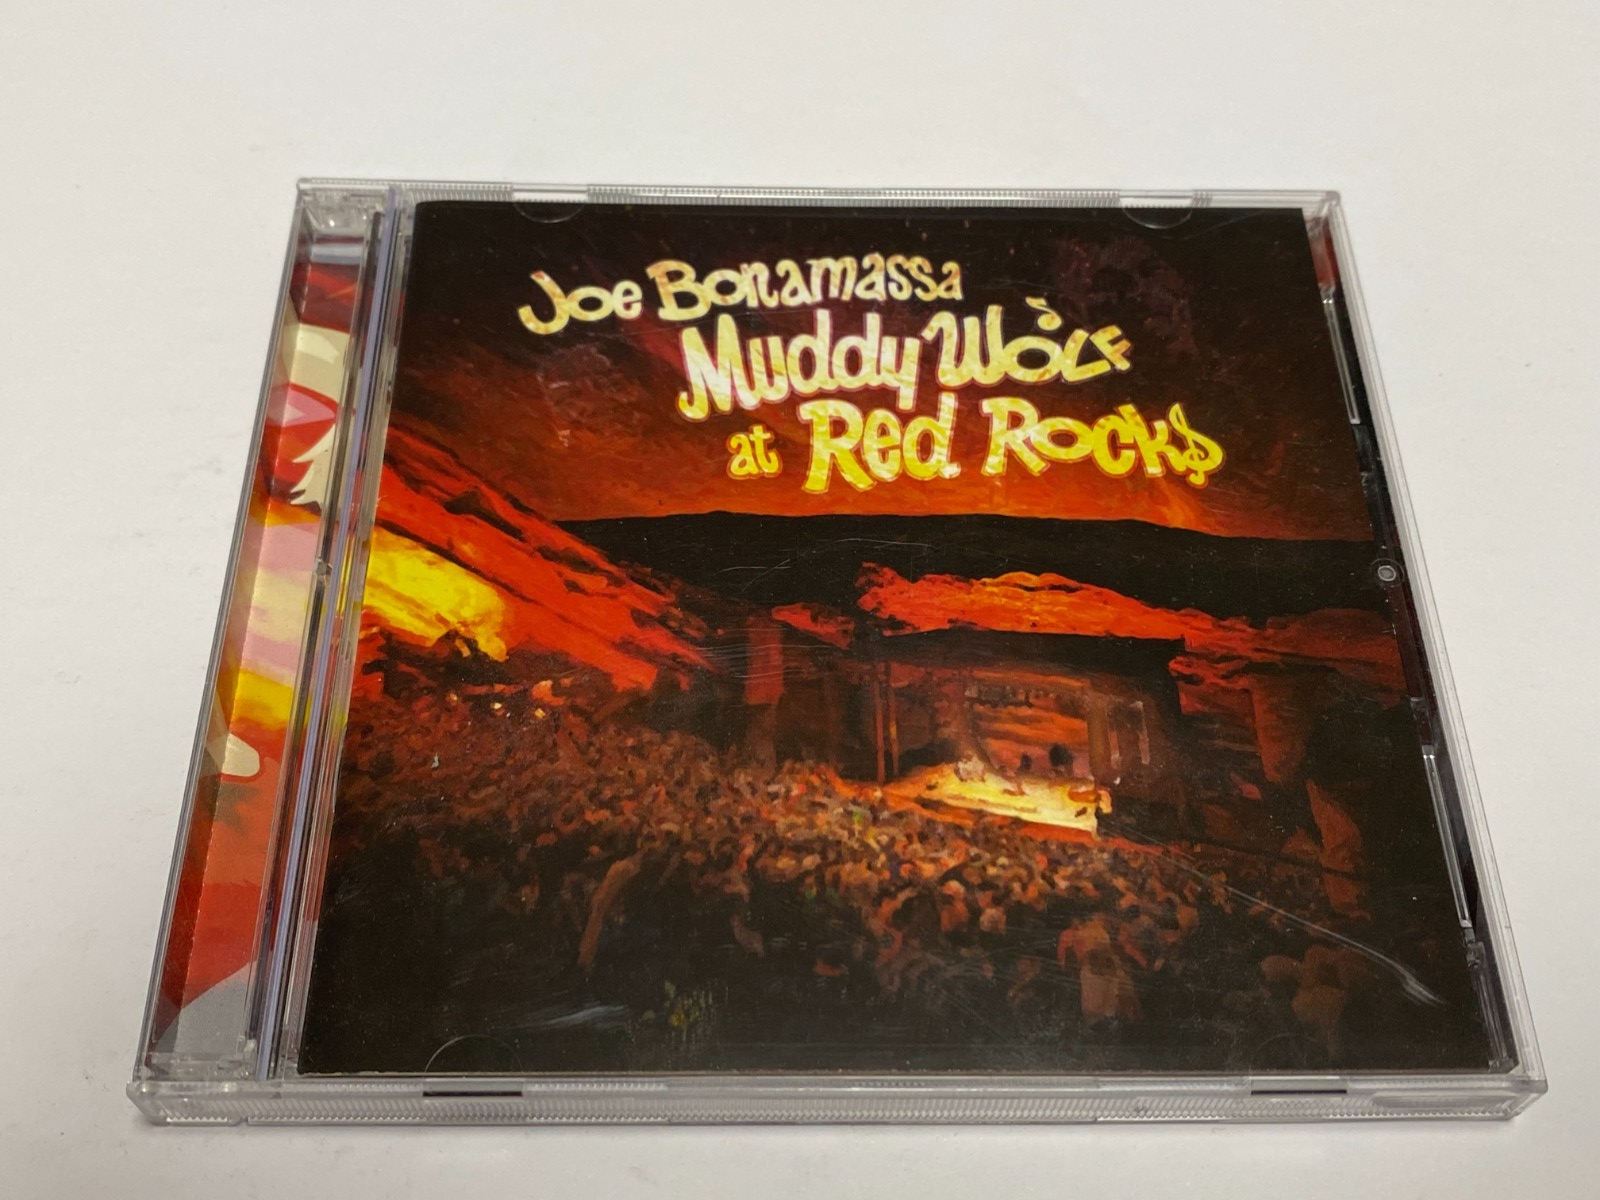 Joe Bonamassa
Muddy Wolf
at Red Rocks